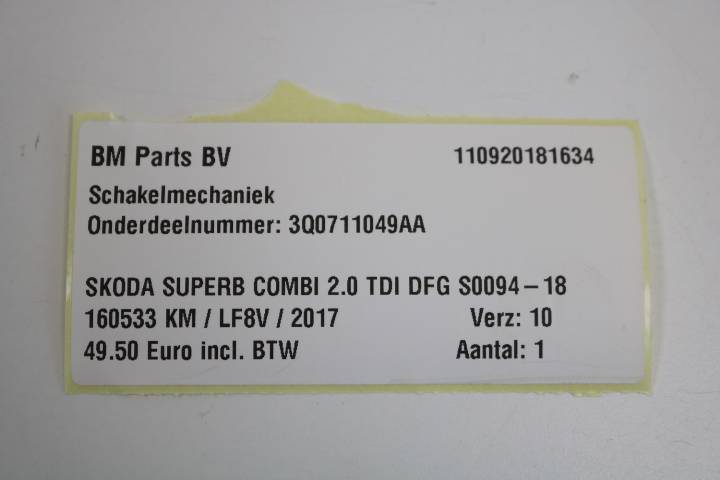 BM Parts BV 110920181634
Schakelmechaniek
Onderdeelnummer: 3Q0711049AA
SKODA SUPERB COMBI 2.0 TDI DFG S0094-18
160533 KM / LF8V / 2017 Verz: 10
49.50 Euro incl. BTW Aantal: 1